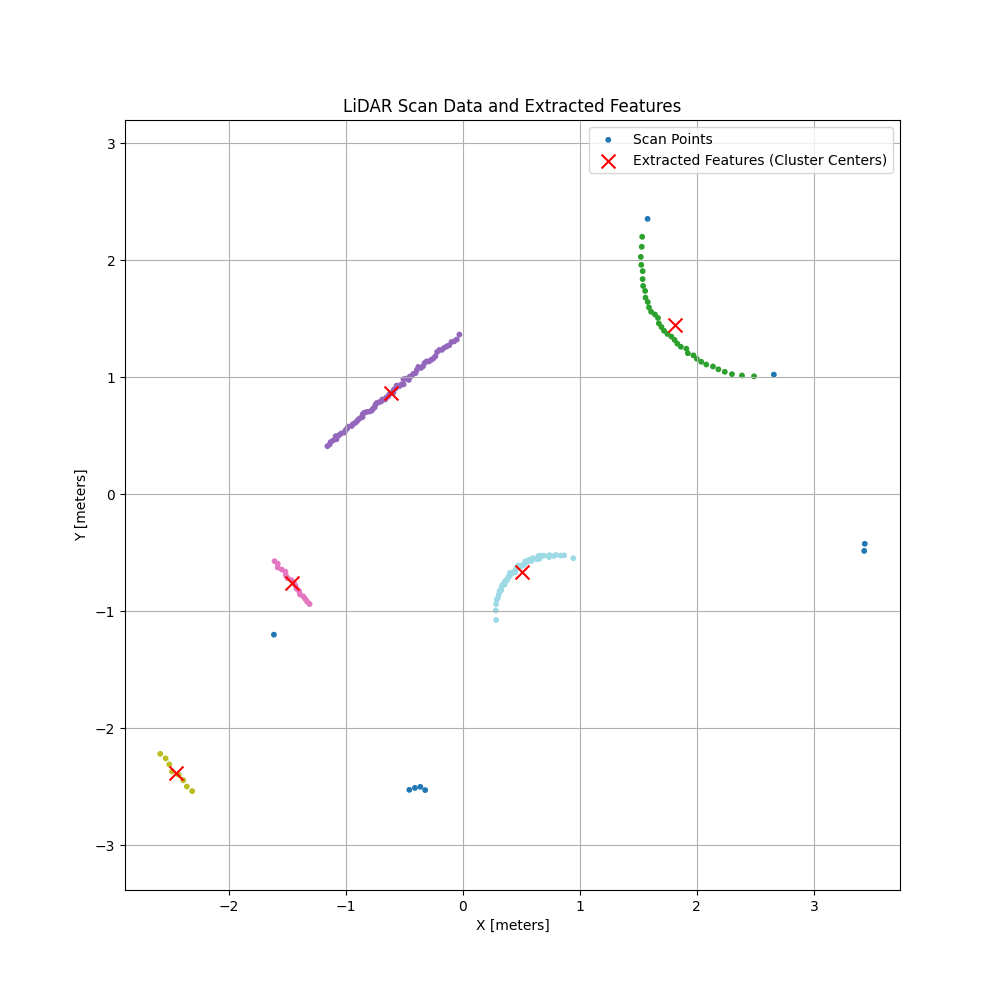 LiDAR Scan Data and Extracted Features
Scan Points
Extracted Features (Cluster Centers)
3
2
1
0
−1
−2
−3
Y [meters]
−2
−1
0
1
2
3
X [meters]